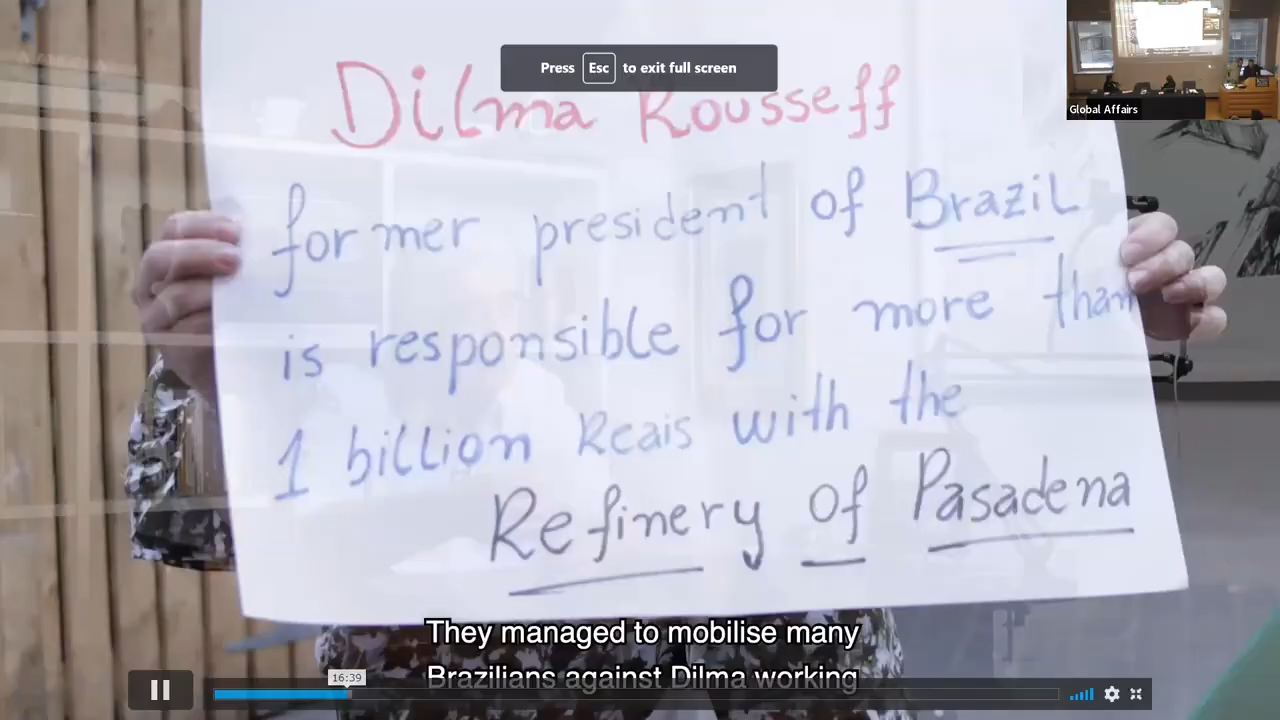 Press Esc to exit full screen
Global Affairs
Dilma Rousseff
former president of Brazil
is responsible for more than
1 billion Reais with the
Refinery of Pasadena
They managed to mobilise many
Brazilians against Dilma working
16:39